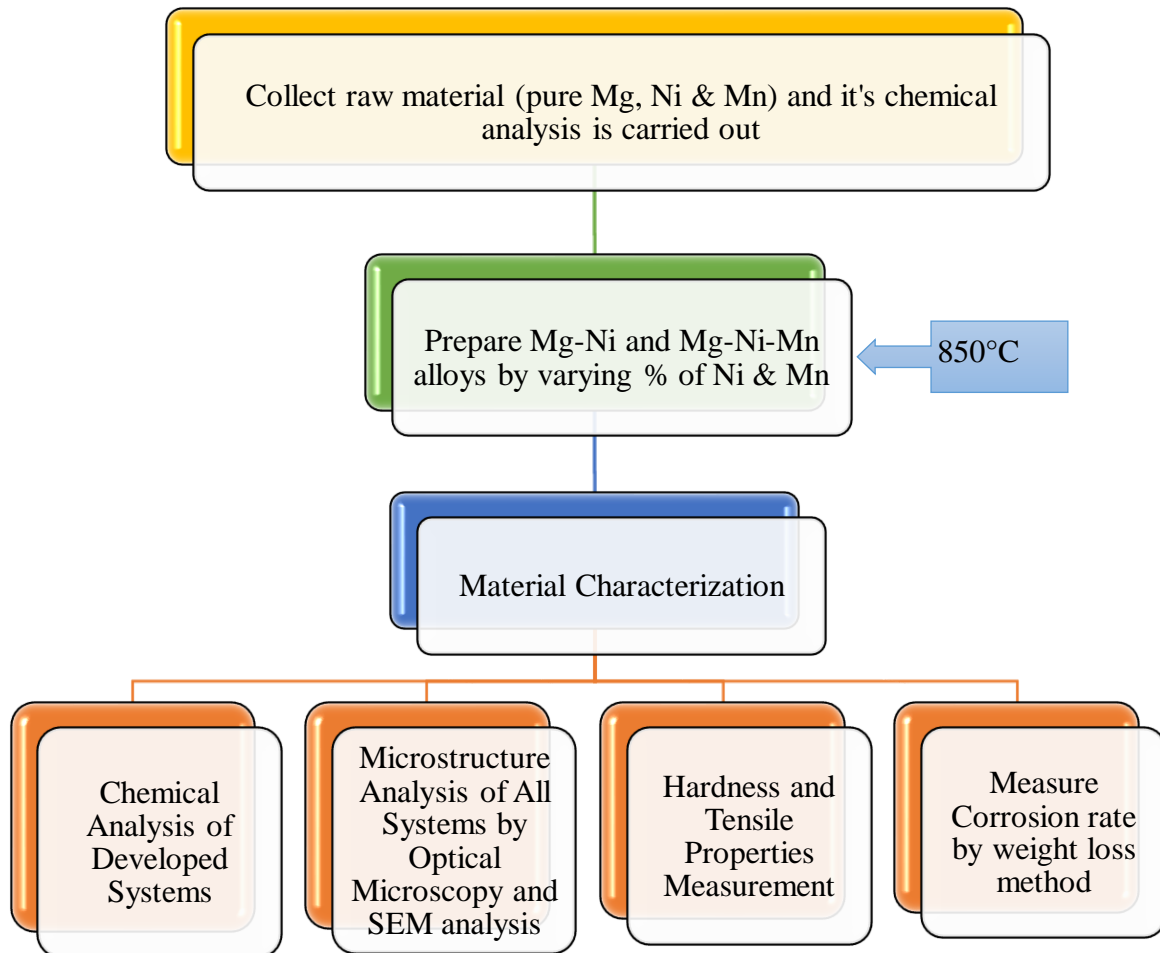 Collect raw material (pure Mg, Ni & Mn) and it's chemical
analysis is carried out
Prepare Mg-Ni and Mg-Ni-Mn
alloys by varying % of Ni & Mn
850°C
Material Characterization
Chemical
Analysis of
Developed
Systems
Microstructure
Analysis of All
Systems by
Optical
Microscopy and
SEM analysis
Hardness and
Tensile
Properties
Measurement
Measure
Corrosion rate
by weight loss
method